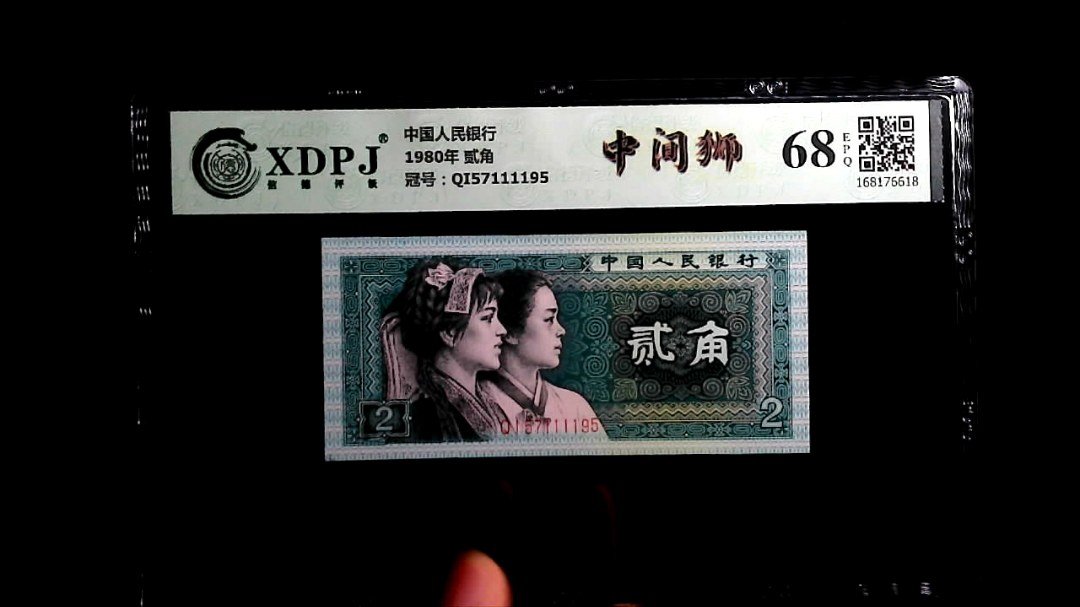 XDPJ®
信德评级
中国人民银行
1980年 贰角
冠号：QI57111195
中间狮
68
EPQ
168176618
中国人民银行
贰角
2
2
QI57111195